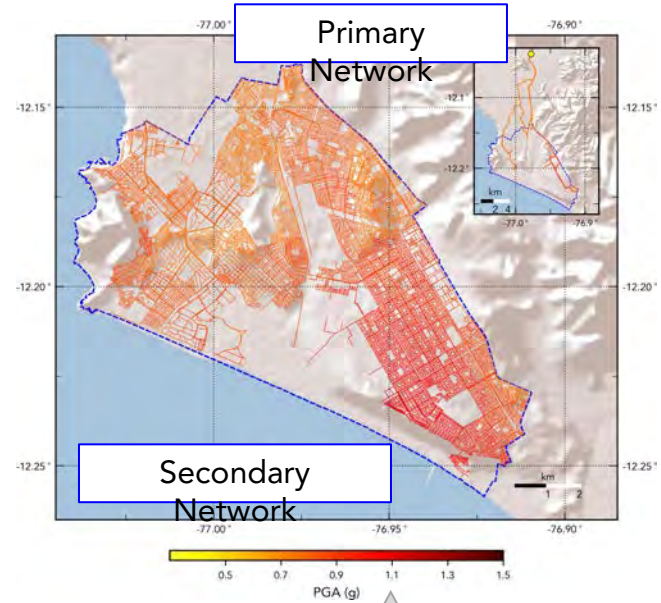 -77.00
-76.90
Primary
Network
-12.15
-12.15
-12.1
-12.2
km
2 4
-77.0
-76.9
-12.20
-12.20
-12.25
-12.25
Secondary
Network
km
1 2
-77.00
-76.95
-76.90
0.5 0.7 0.9 1.1 1.3 1.5
PGA (g)